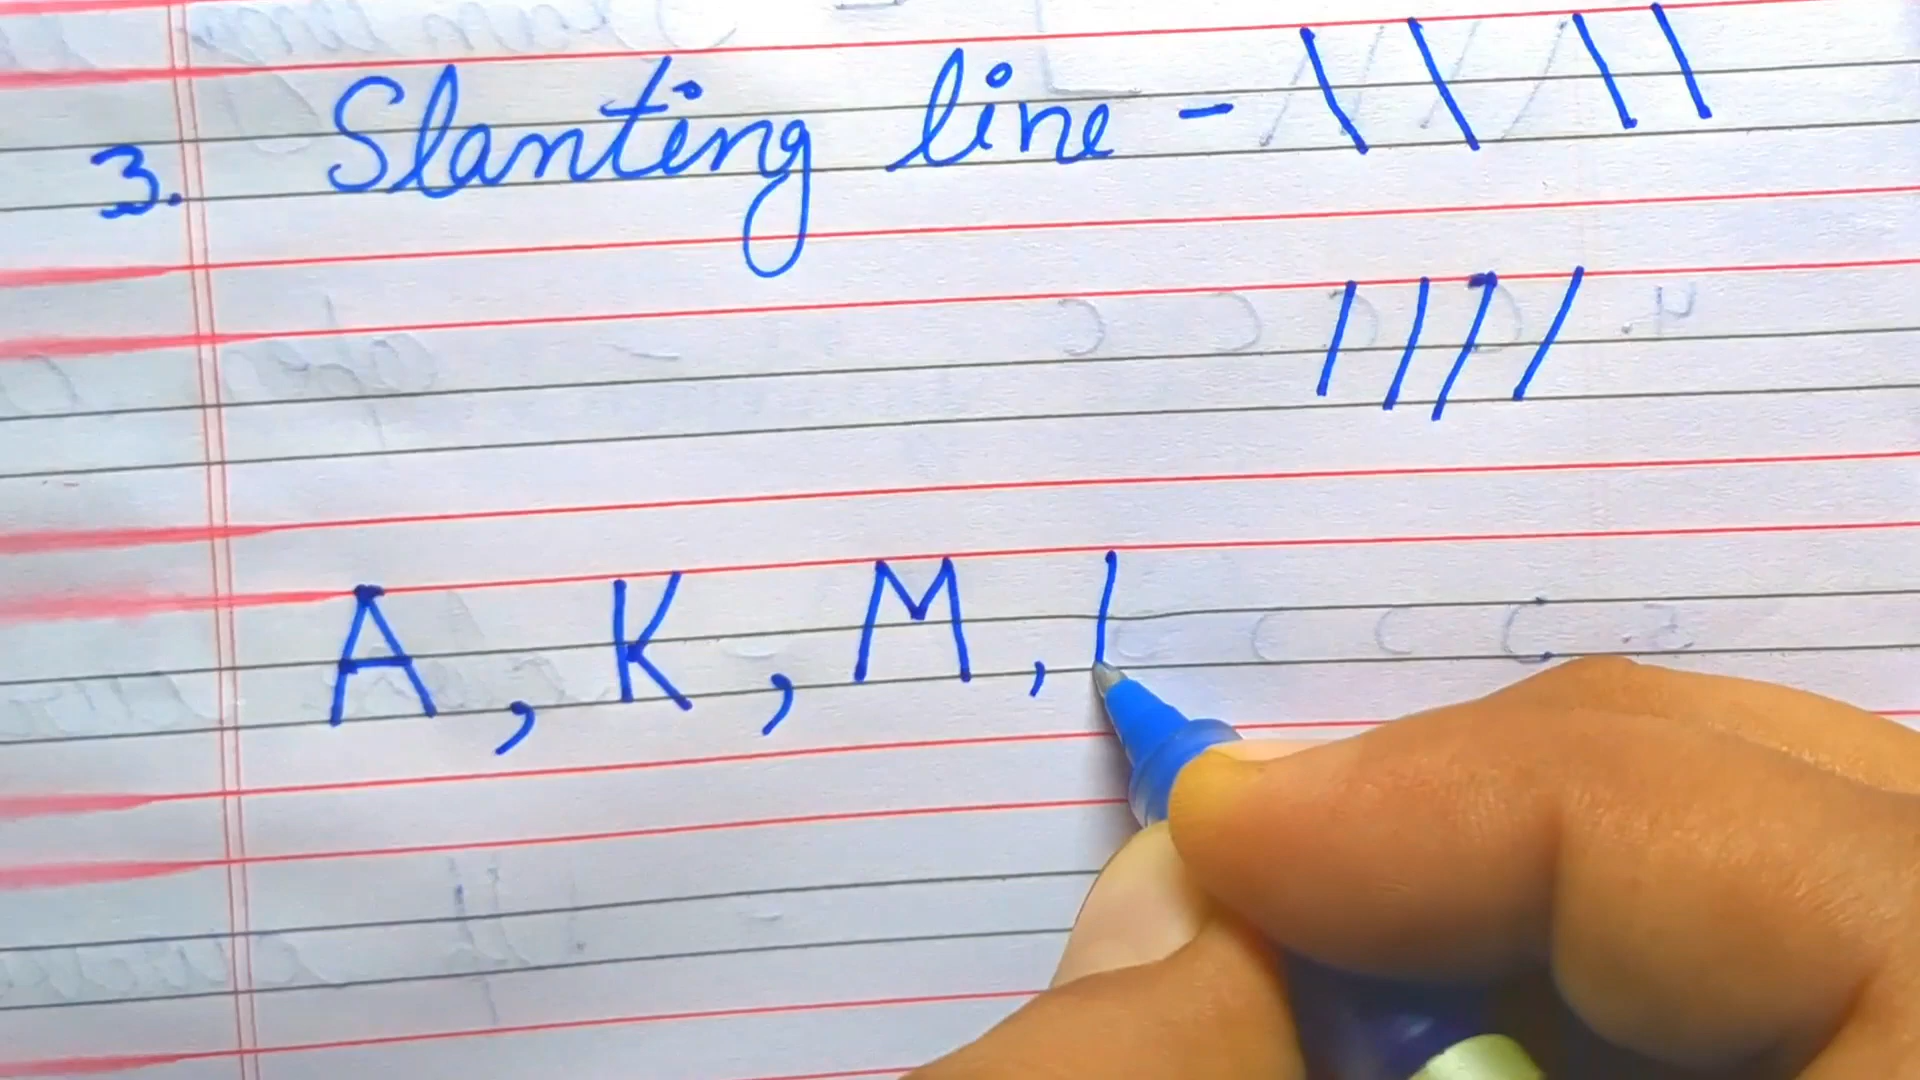 3. Slanting line - \ \ \ \
/ / / /
A , K , M , l